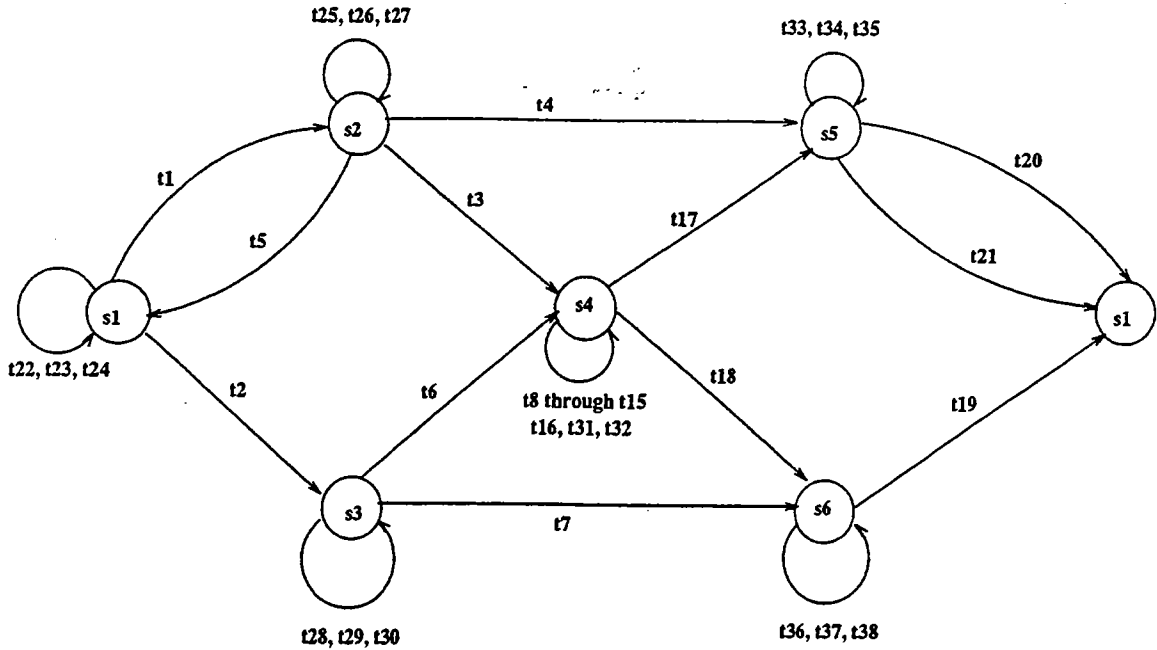 t25, t26, t27
t33, t34, t35
s2
t4
s5
t20
t1
t3
t17
t5
t21
s1
s4
s1
t22, t23, t24
t2
t6
t18
t8 through t15
t16, t31, t32
t19
s3
t7
s6
t28, t29, t30
t36, t37, t38